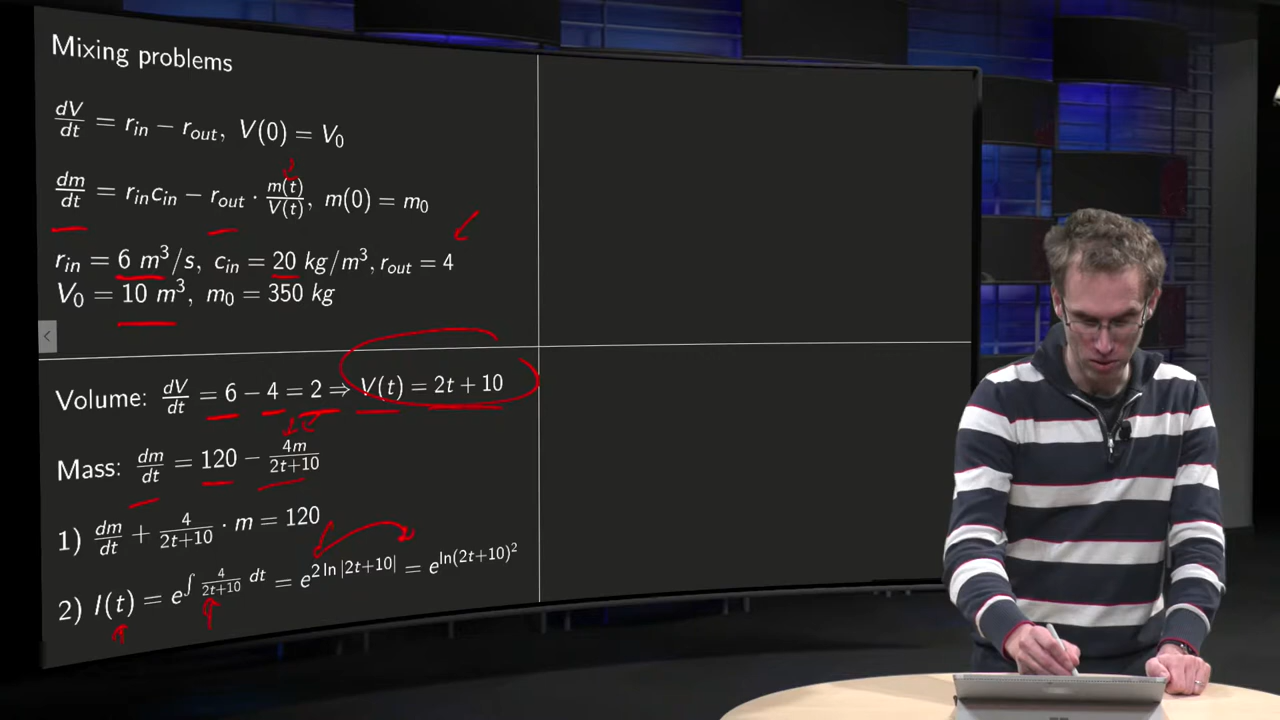 Mixing problems
dV/dt = r_in − r_out, V(0) = V_0
dm/dt = r_in c_in − r_out · m(t)/V(t), m(0) = m_0
r_in = 6 m³/s, c_in = 20 kg/m³, r_out = 4
V_0 = 10 m³, m_0 = 350 kg
Volume: dV/dt = 6 − 4 = 2 ⇒ V(t) = 2t + 10
Mass: dm/dt = 120 − 4m/(2t+10)
1) dm/dt + 4/(2t+10) · m = 120
2) I(t) = e^(∫ 4/(2t+10) dt) = e^(2 ln |2t+10|) = e^(ln(2t+10)²)